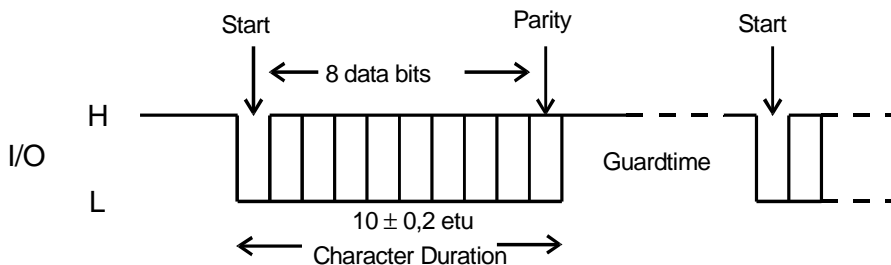 Start
Parity
Start
8 data bits
H
I/O
Guardtime
L
10 ± 0,2 etu
Character Duration